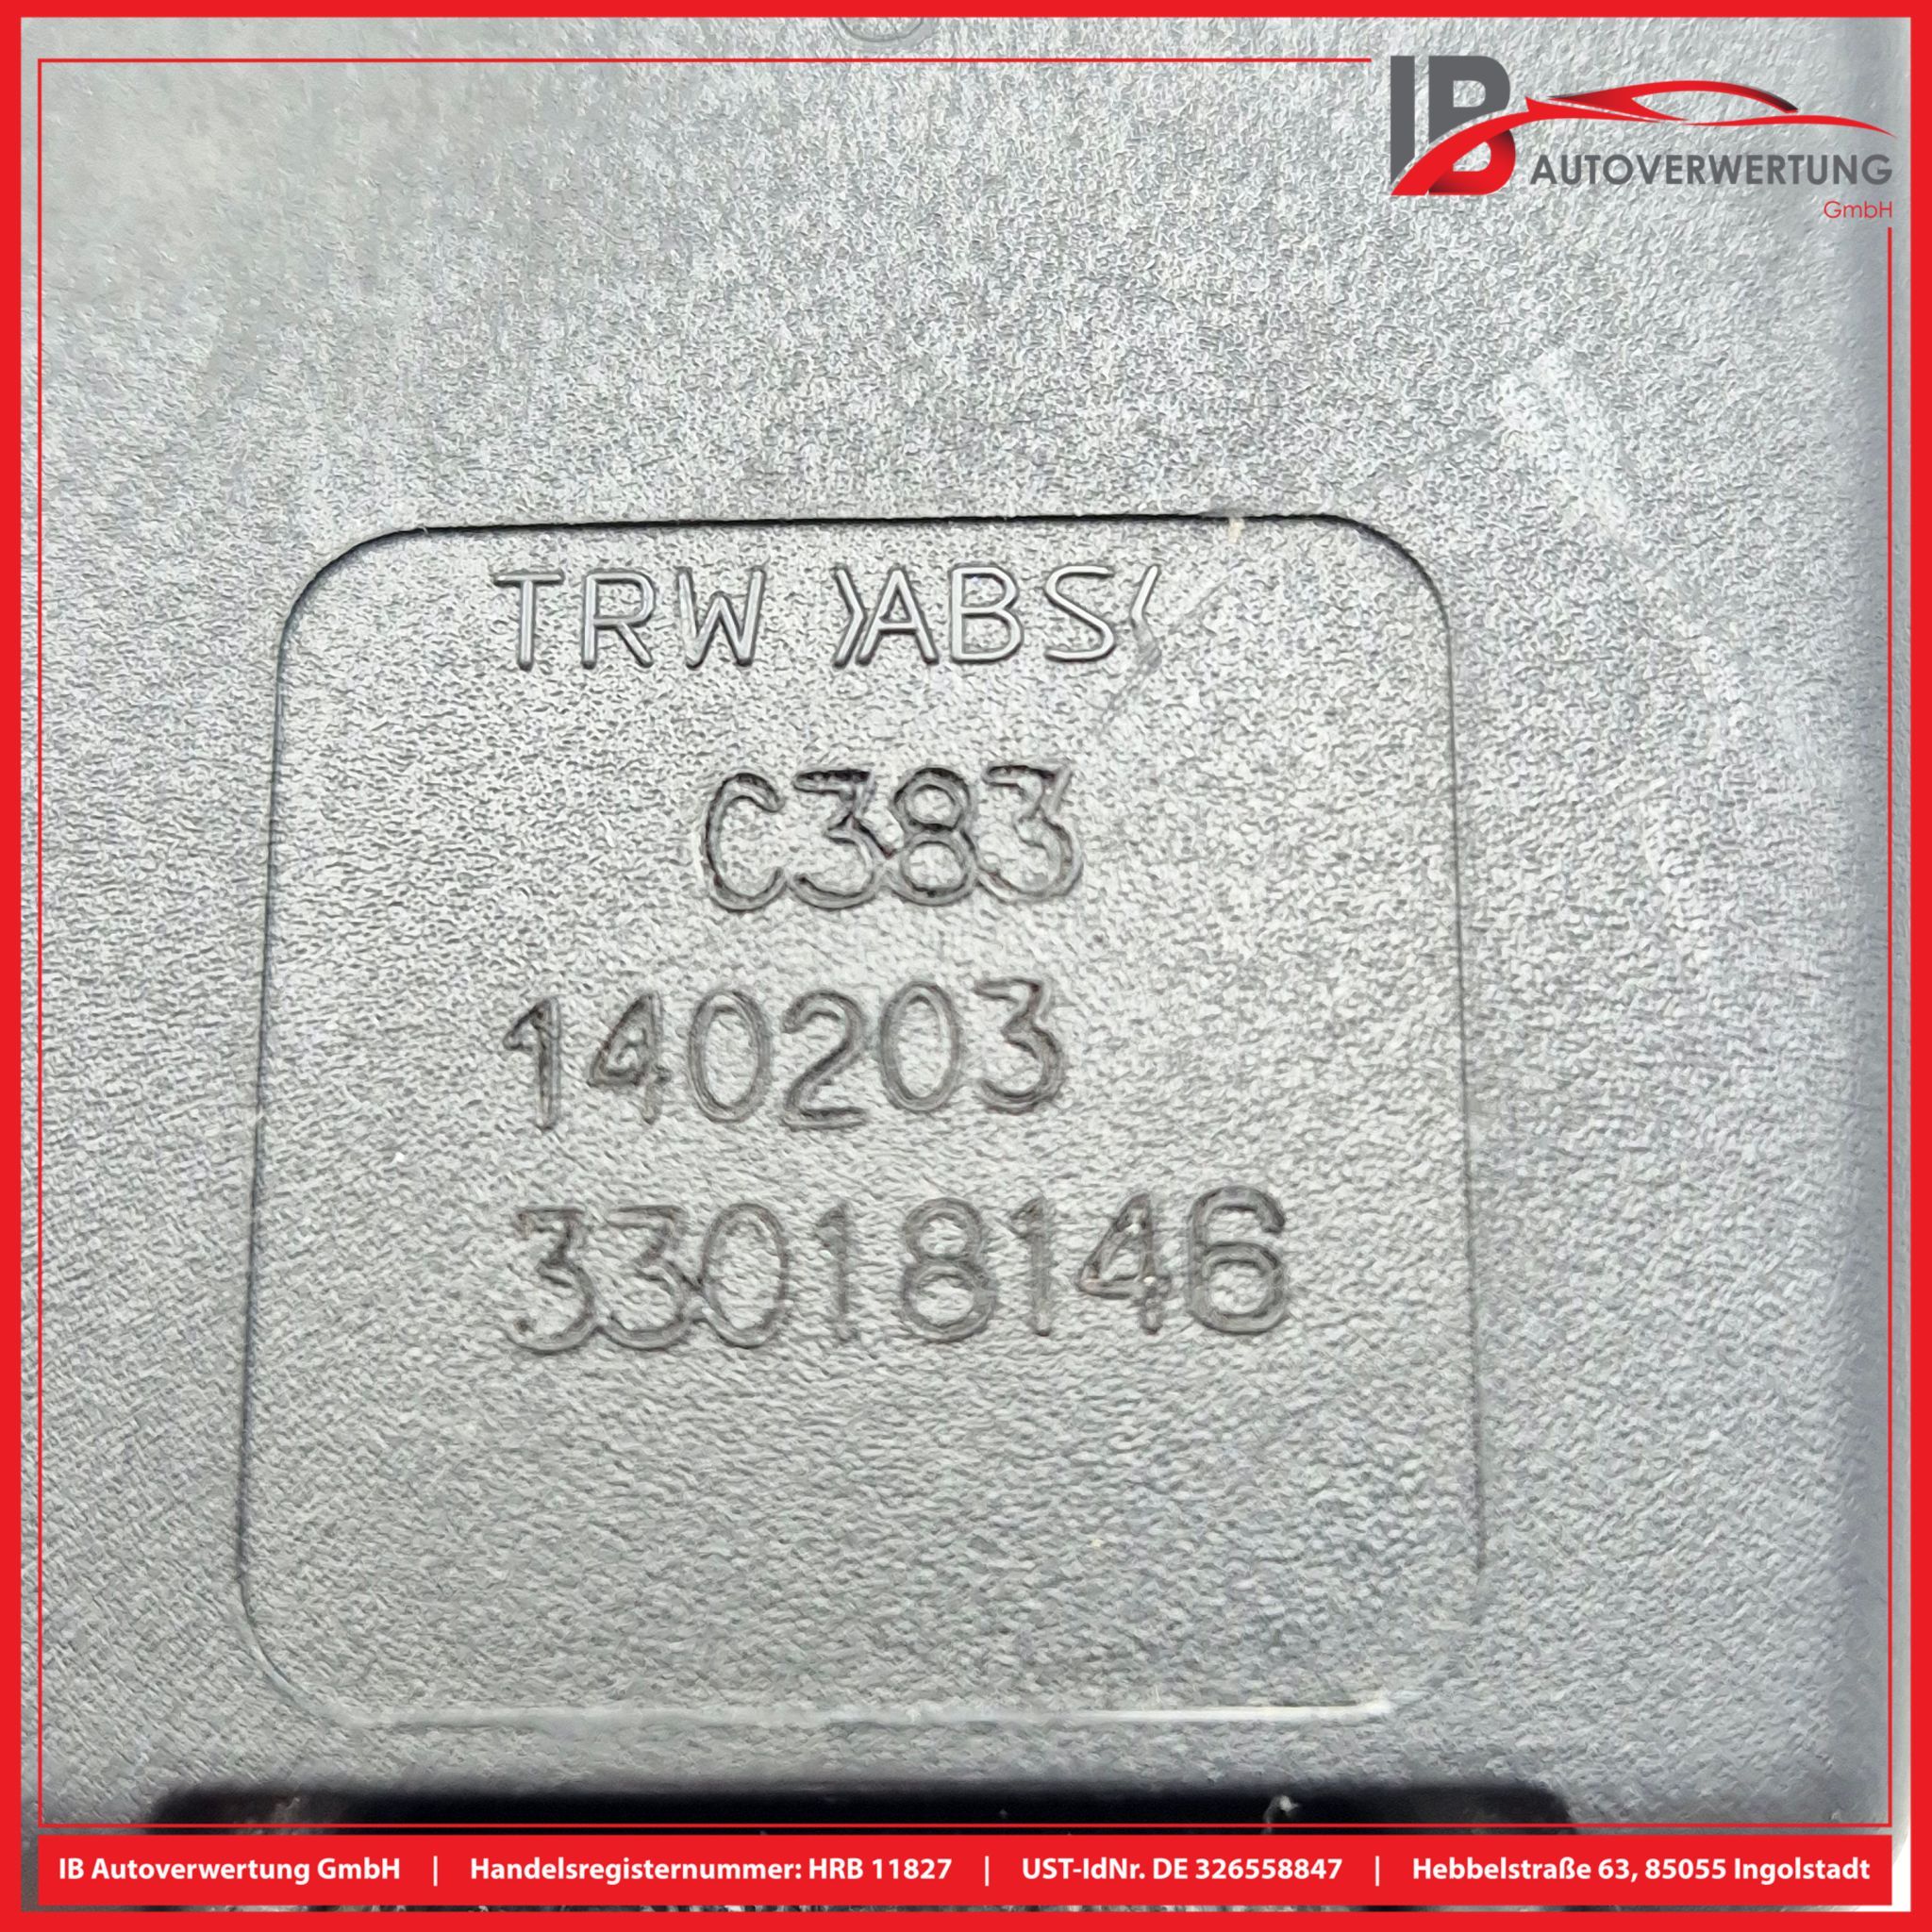 IB AUTOVERWERTUNG
GmbH
TRW >ABS<
C383
140203
33018146
IB Autoverwertung GmbH | Handelsregisternummer: HRB 11827 | UST-IdNr. DE 326558847 | Hebbelstraße 63, 85055 Ingolstadt